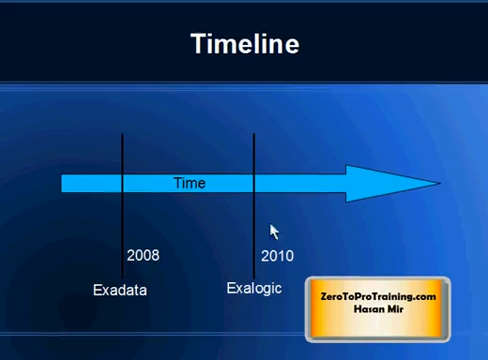 Timeline
Time
2008
2010
Exadata
Exalogic
ZeroToProTraining.com
Hasan Mir